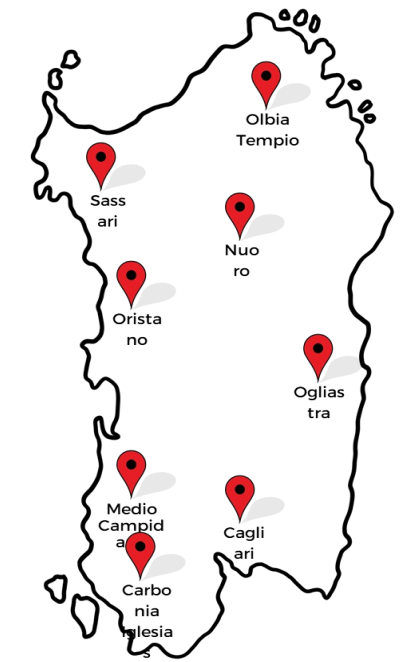 Olbia
Tempio
Sass
ari
Nuo
ro
Orista
no
Oglias
tra
Medio
Campid
a
Cagli
ari
Carbo
nia
Iglesia
s